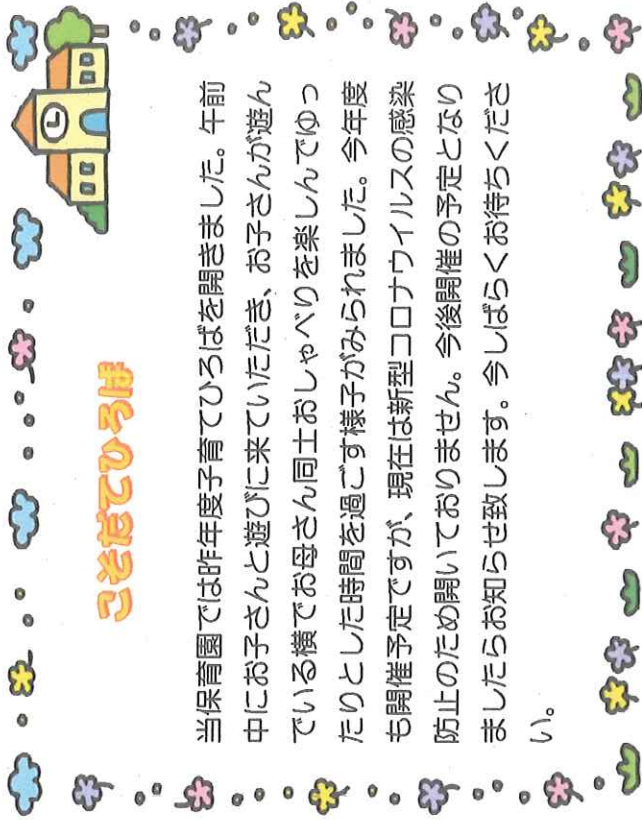 こそだてひろば
当保育園では昨年度子育てひろばを開きました。午前
中にお子さんと遊びに来ていただき、お子さんが遊ん
でいる横でお母さん同士おしゃべりを楽しんでゆっ
たりとした時間を過ごす様子がみられました。今年度
も開催予定ですが、現在は新型コロナウイルスの感染
防止のため開いておりません。今後開催の予定となり
ましたらお知らせ致します。今しばらくお待ちくださ
い。